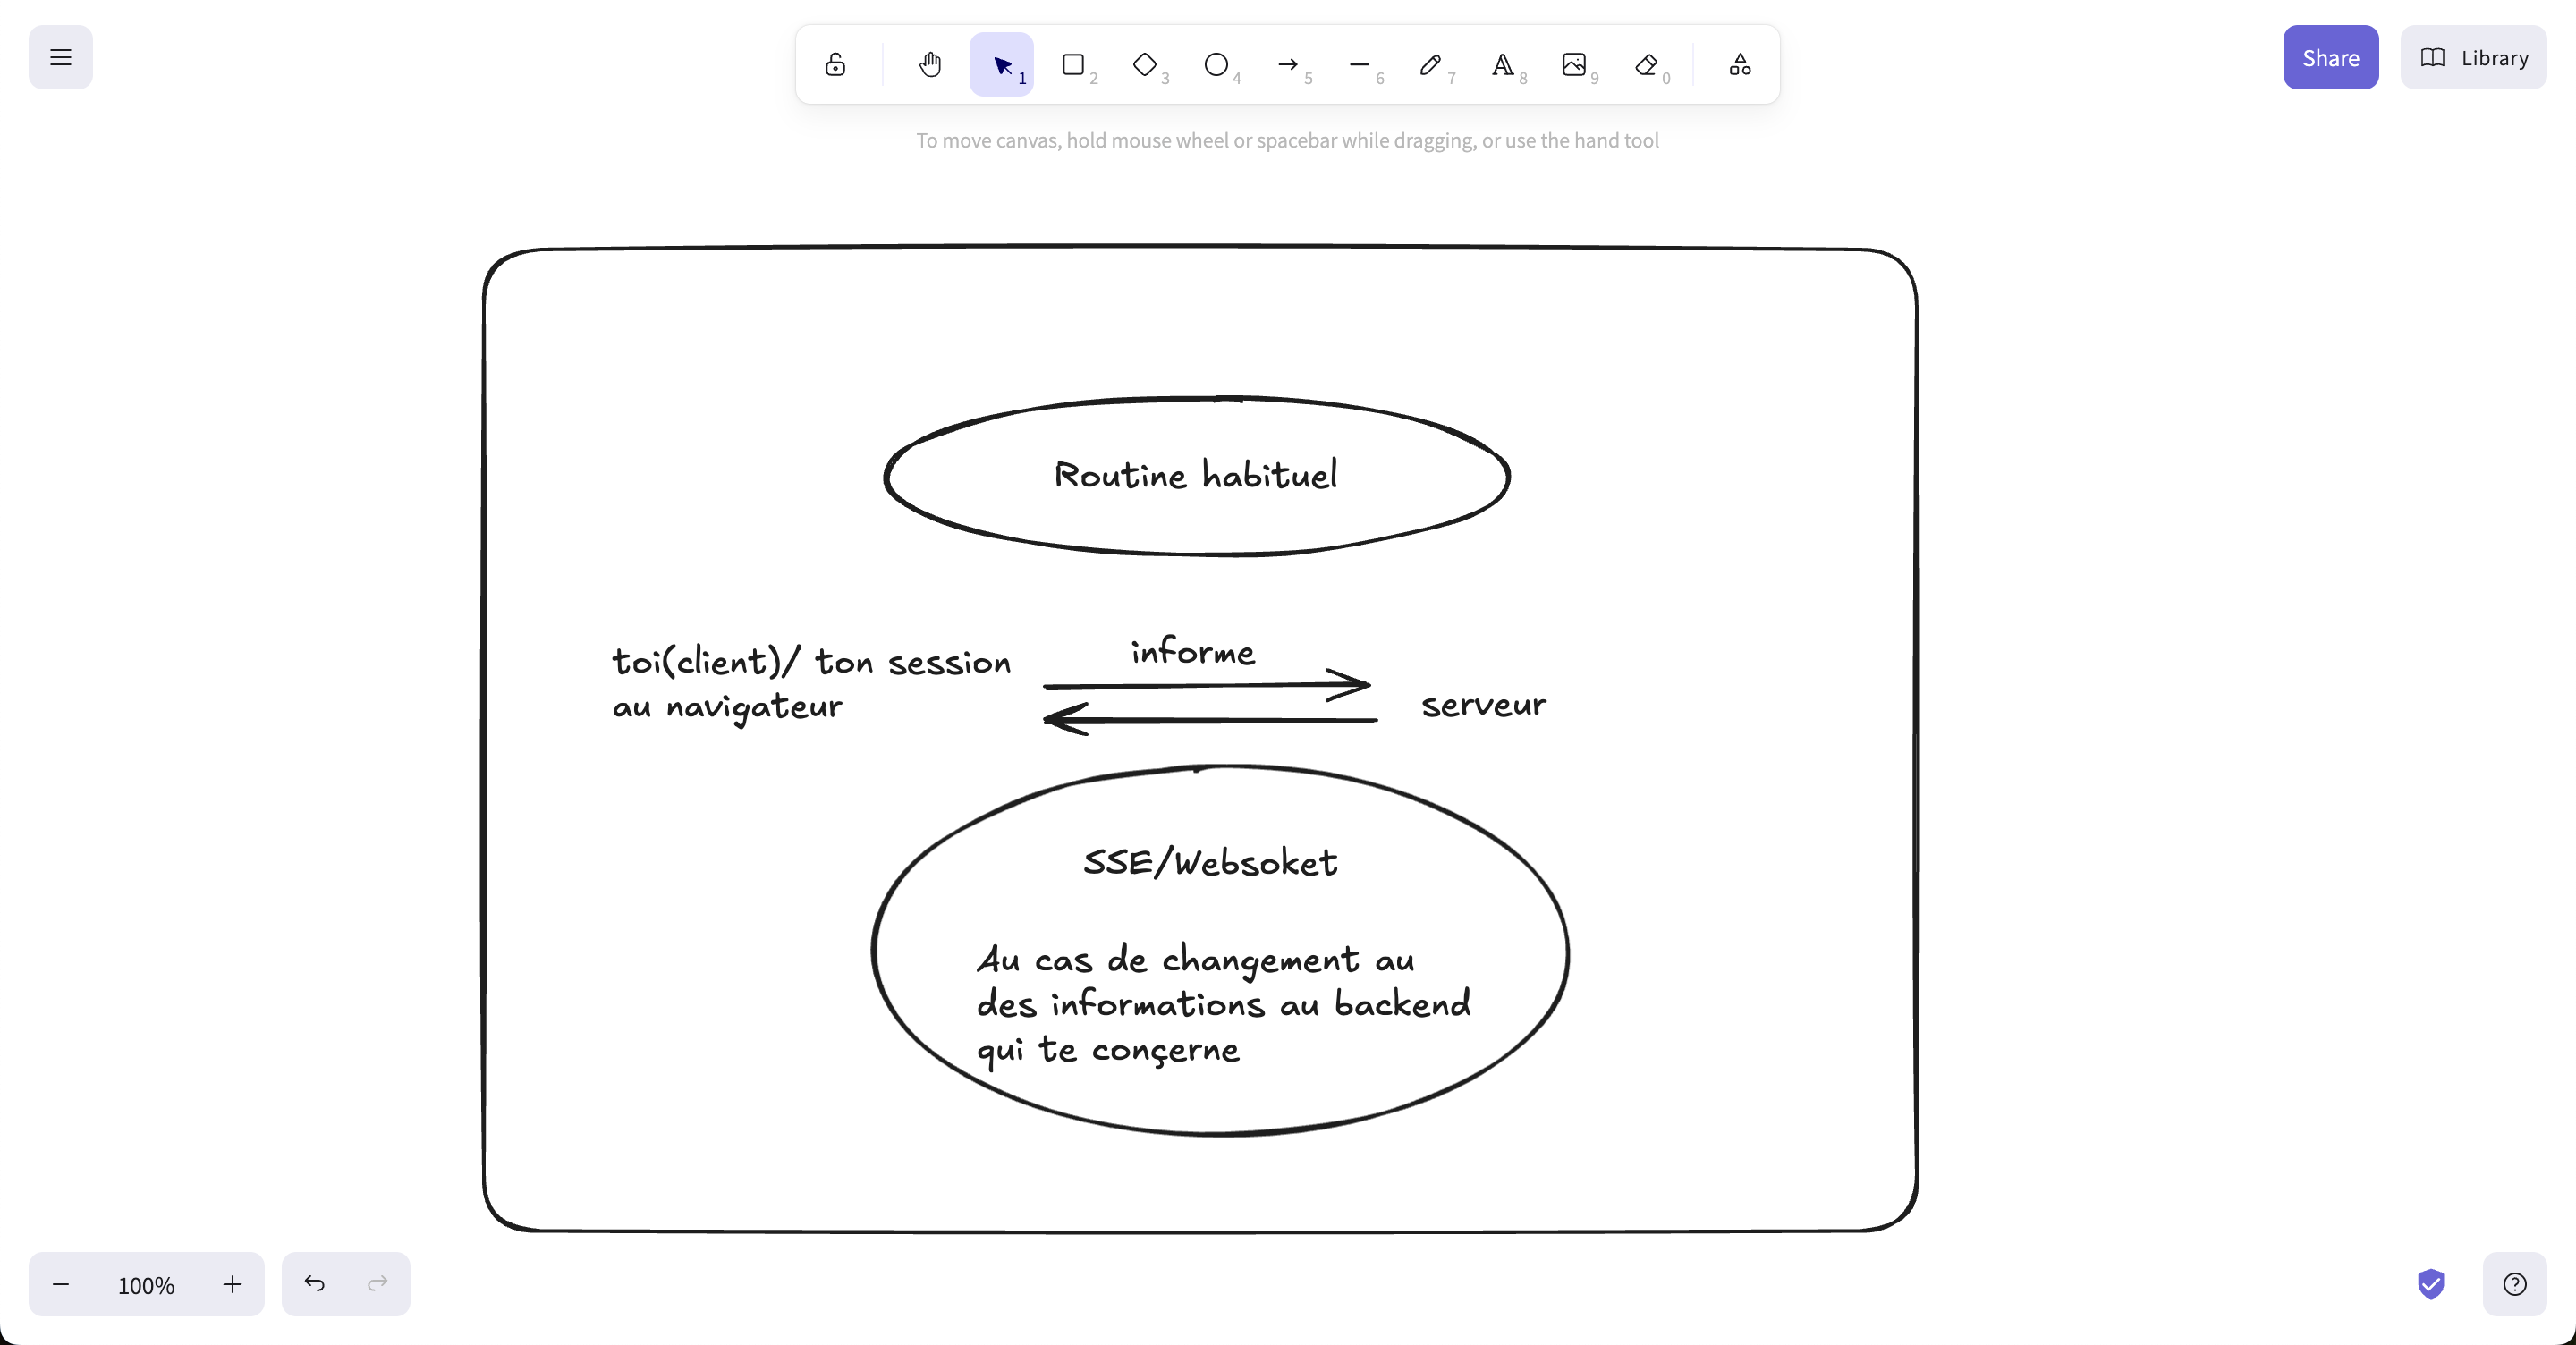 1
2
3
4
5
6
7
8
9
0
Share
Library
To move canvas, hold mouse wheel or spacebar while dragging, or use the hand tool
Routine habituel
toi(client)/ ton session
au navigateur
informe
serveur
SSE/Websoket
Au cas de changement au
des informations au backend
qui te conçerne
100%